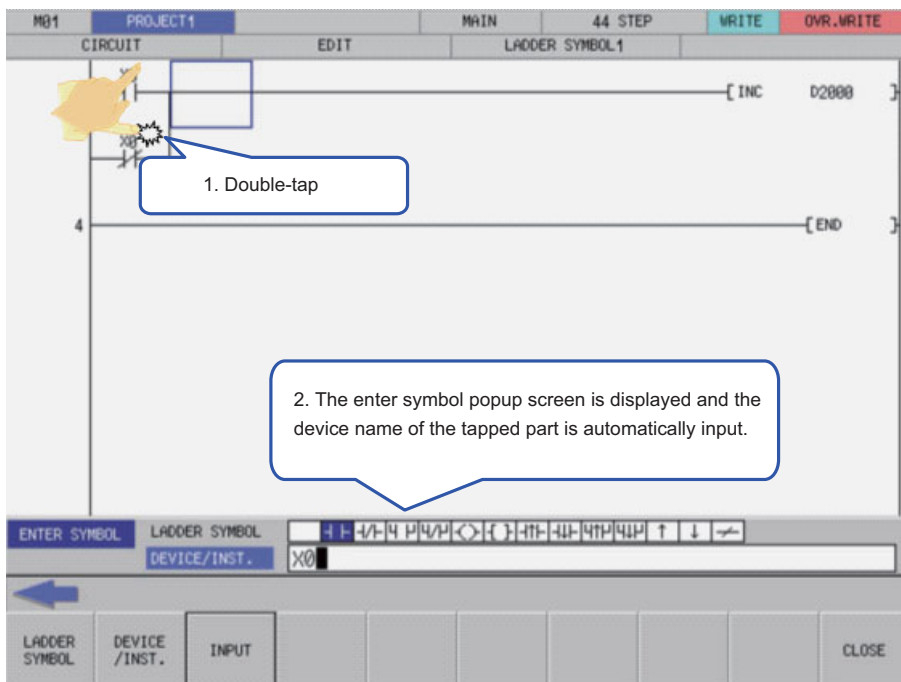 M01 PROJECT1 MAIN 44 STEP WRITE OVR.WRITE
CIRCUIT EDIT LADDER SYMBOL1
INC D2000
X0
1. Double-tap
4 END
2. The enter symbol popup screen is displayed and the
device name of the tapped part is automatically input.
ENTER SYMBOL LADDER SYMBOL
DEVICE/INST. X0
LADDER
SYMBOL
DEVICE
/INST.
INPUT
CLOSE